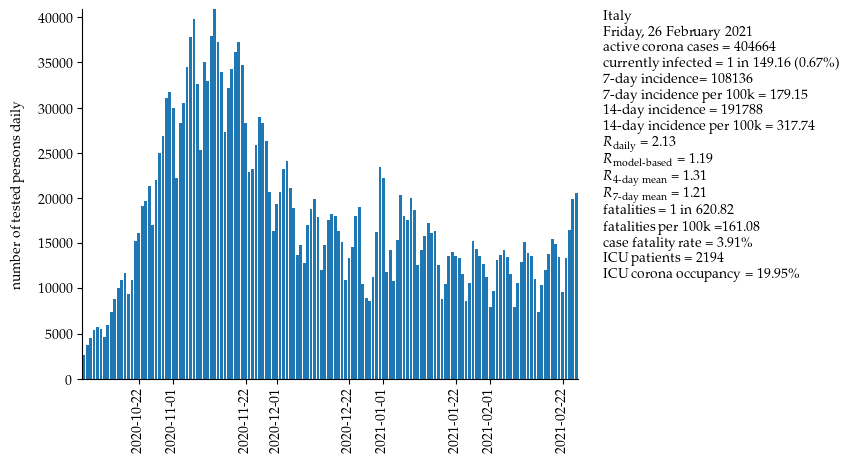 40000
35000
30000
25000
20000
15000
10000
5000
0
number of tested persons daily
2020-10-22
2020-11-01
2020-11-22
2020-12-01
2020-12-22
2021-01-01
2021-01-22
2021-02-01
2021-02-22
Italy
Friday, 26 February 2021
active corona cases = 404664
currently infected = 1 in 149.16 (0.67%)
7-day incidence= 108136
7-day incidence per 100k = 179.15
14-day incidence = 191788
14-day incidence per 100k = 317.74
R daily = 2.13
R model-based = 1.19
R 4-day mean = 1.31
R 7-day mean = 1.21
fatalities = 1 in 620.82
fatalities per 100k =161.08
case fatality rate = 3.91%
ICU patients = 2194
ICU corona occupancy = 19.95%